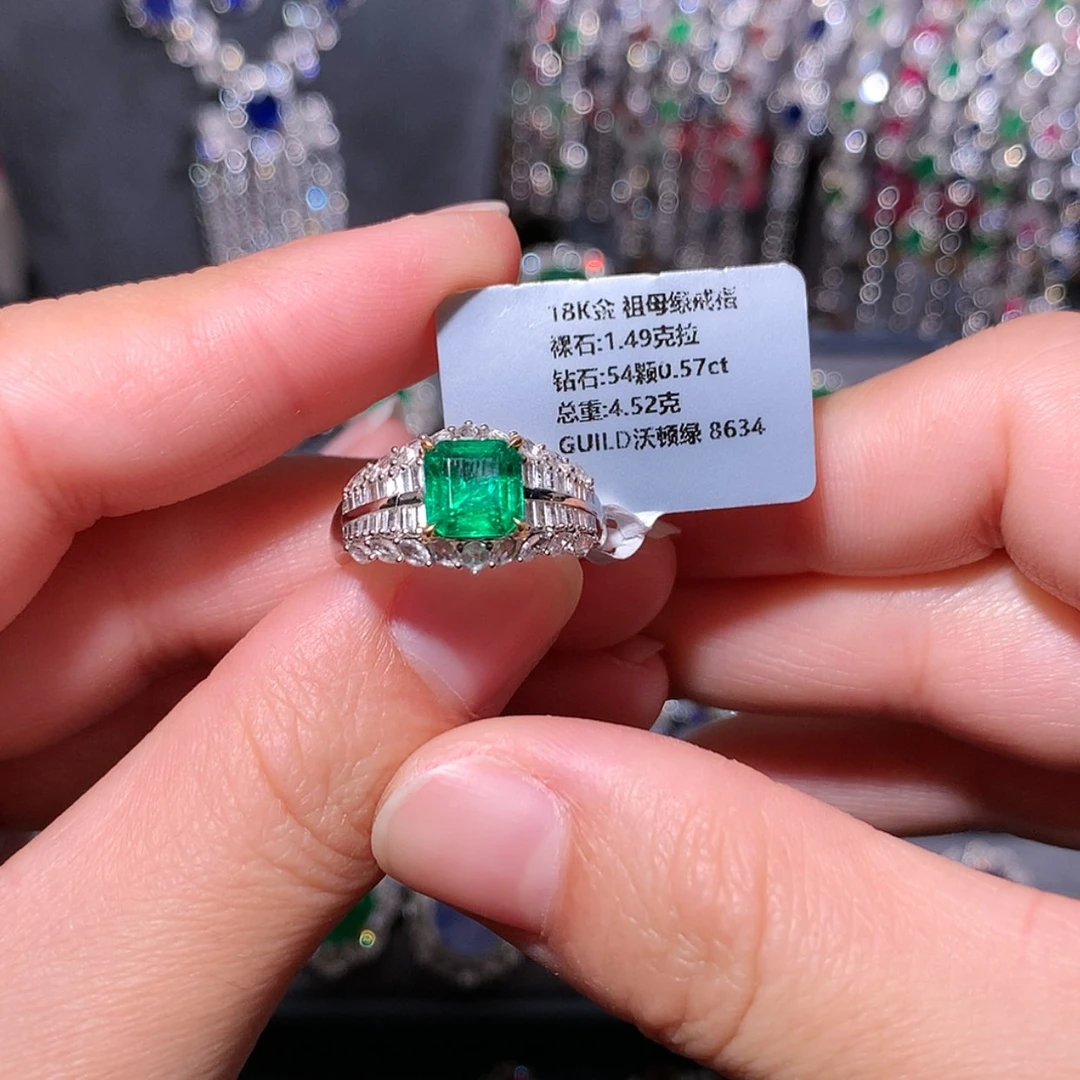 18K金 祖母绿戒指
裸石:1.49克拉
钻石:54颗0.57ct
总重:4.52克
GUILD沃顿绿 8634